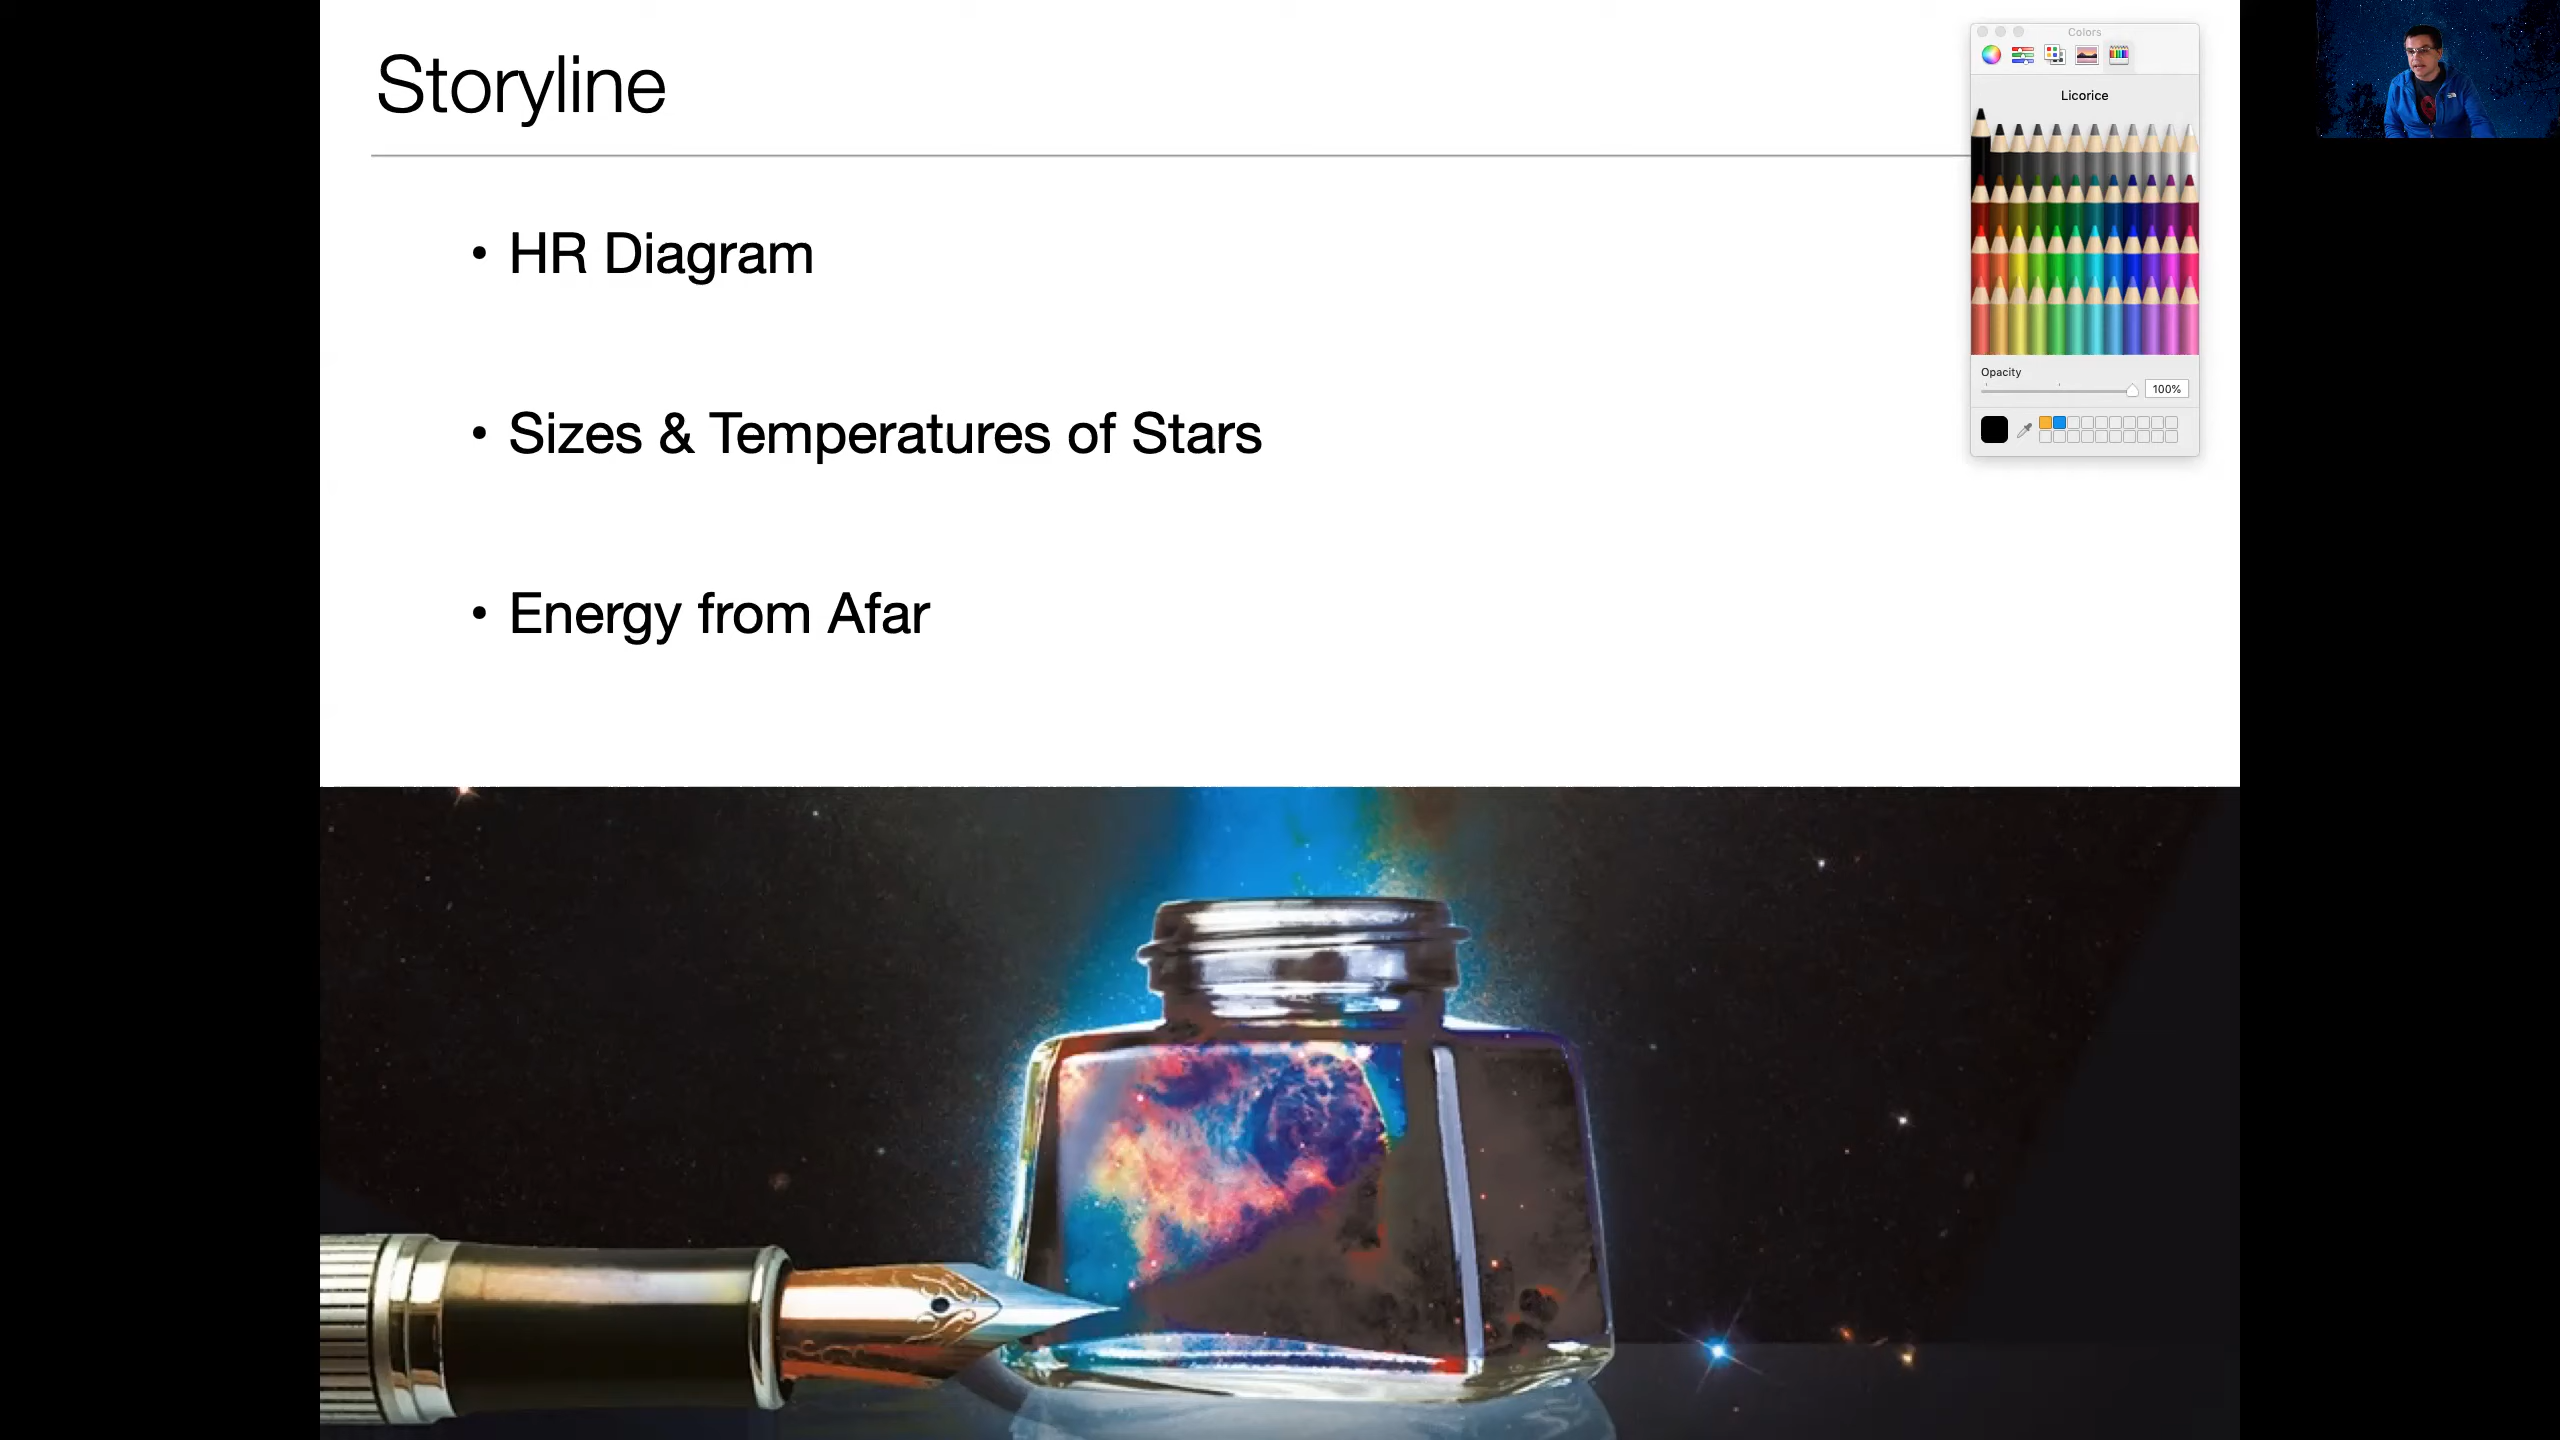 Storyline
• HR Diagram
• Sizes & Temperatures of Stars
• Energy from Afar
Colors
Licorice
Opacity
100%